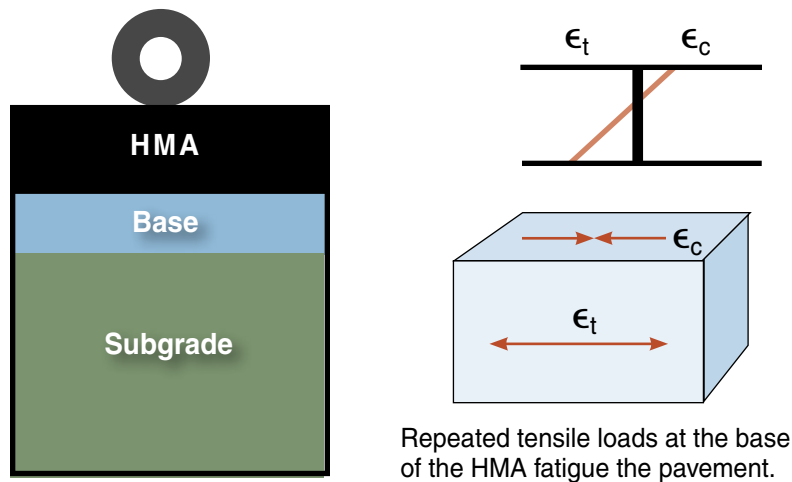 HMA
Base
Subgrade
ϵt ϵc
ϵc
ϵt
Repeated tensile loads at the base
of the HMA fatigue the pavement.